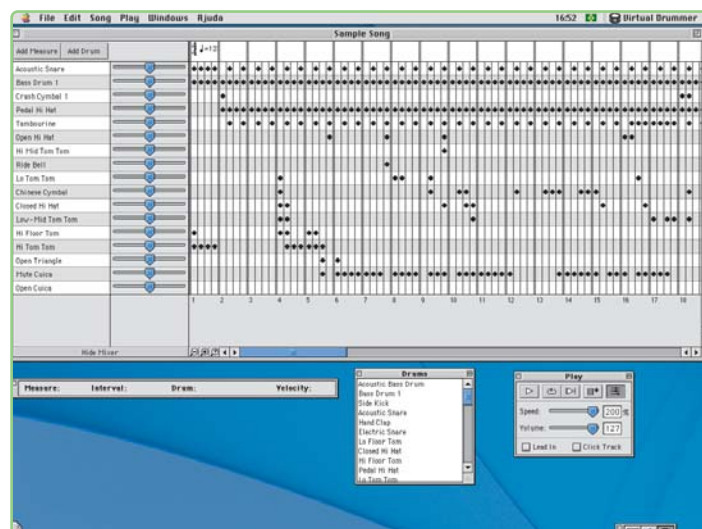 File Edit Song Play Windows Ajuda 16:52 Virtual Drummer
Sample Song
Add Measure Add Drum
Acoustic Snare
Bass Drum 1
Crash Cymbal 1
Pedal Hi Hat
Tambourine
Open Hi Hat
Hi Mid Tom Tom
Ride Bell
Lo Tom Tom
Chinese Cymbal
Closed Hi Hat
Low-Mid Tom Tom
Hi Floor Tom
Hi Tom Tom
Open Triangle
Mute Cuica
Open Cuica
1 2 3 4 5 6 7 8 9 10 11 12 13 14 15 16 17 18
Hide Mixer
Measure: Interval: Drum: Velocity:
Drums
Acoustic Bass Drum
Bass Drum 1
Side Kick
Acoustic Snare
Hand Clap
Electric Snare
Lo Floor Tom
Closed Hi Hat
Hi Floor Tom
Pedal Hi Hat
Lo Tom Tom
Play
Speed: 200 %
Volume: 127
Lead In Click Track